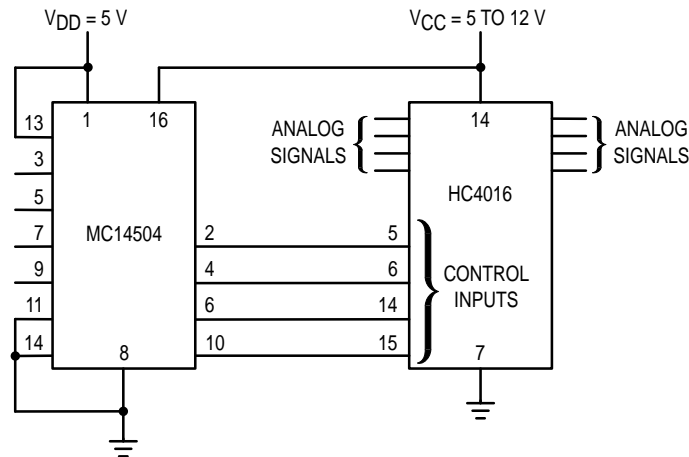 VDD = 5 V
VCC = 5 TO 12 V
13
1
16
14
ANALOG
SIGNALS
ANALOG
SIGNALS
3
HC4016
5
7
MC14504
2
5
9
4
6
CONTROL
INPUTS
11
6
14
14
8
10
15
7